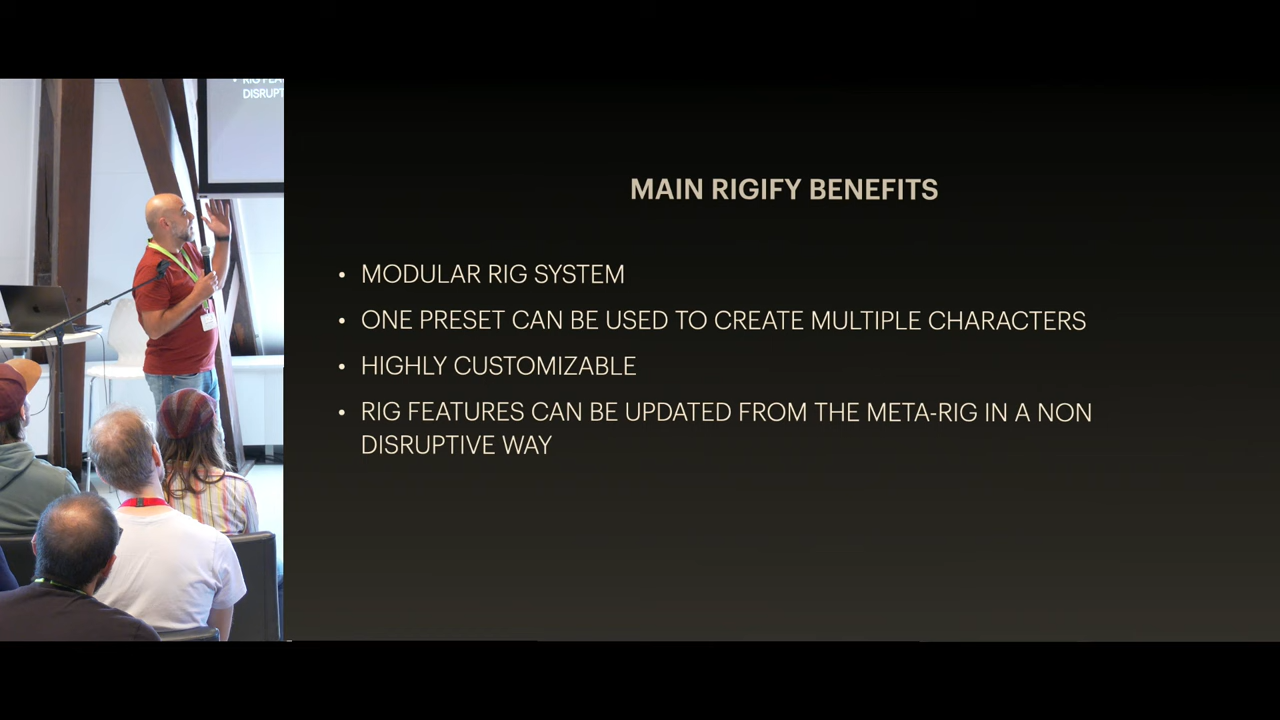 DISRUPT
MAIN RIGIFY BENEFITS
• MODULAR RIG SYSTEM
• ONE PRESET CAN BE USED TO CREATE MULTIPLE CHARACTERS
• HIGHLY CUSTOMIZABLE
• RIG FEATURES CAN BE UPDATED FROM THE META-RIG IN A NON
DISRUPTIVE WAY